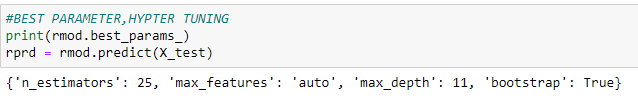 #BEST PARAMETER,HYPTER TUNING
print(rmod.best_params_)
rprd = rmod.predict(X_test)
{'n_estimators': 25, 'max_features': 'auto', 'max_depth': 11, 'bootstrap': True}